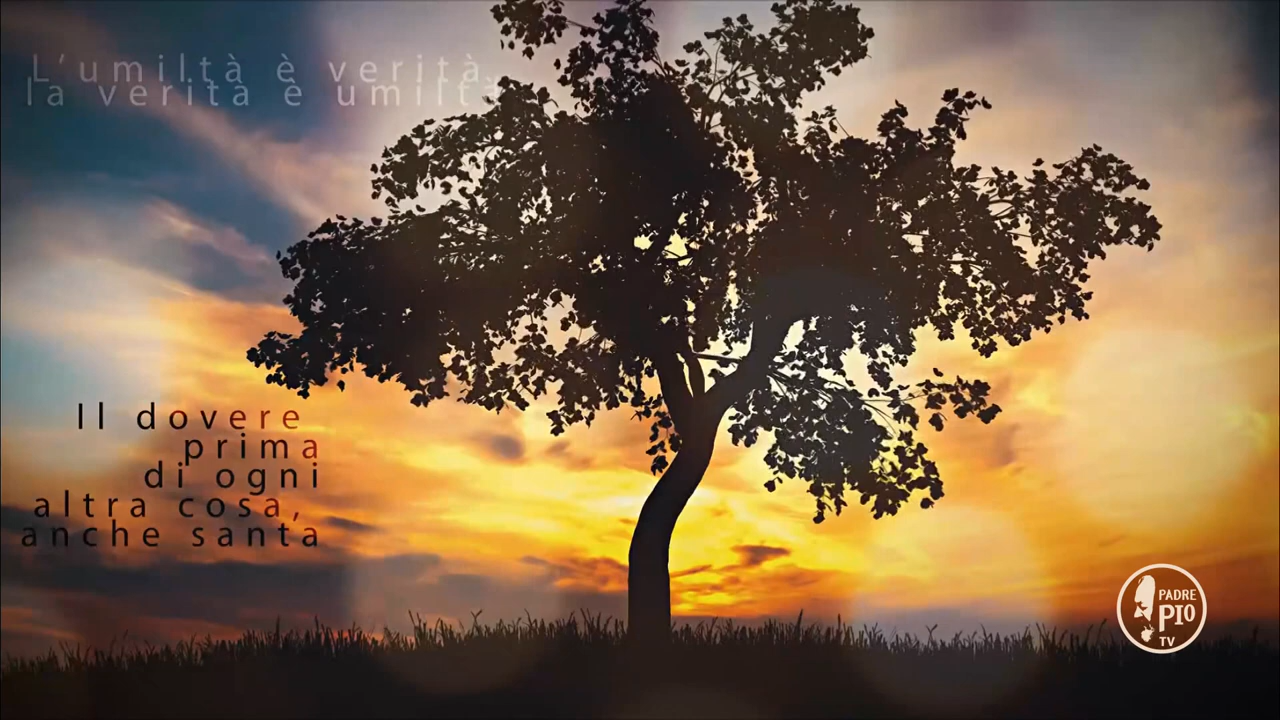 L'umiltà è verità,
la verità è umiltà
Il dovere
prima
di ogni
altra cosa,
anche santa
PADRE
PIO
TV